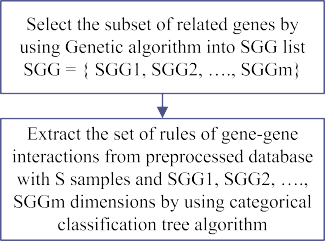 Select the subset of related genes by
using Genetic algorithm into SGG list
SGG = { SGG1, SGG2, …., SGGm}
Extract the set of rules of gene-gene
interactions from preprocessed database
with S samples and SGG1, SGG2, ….,
SGGm dimensions by using categorical
classification tree algorithm